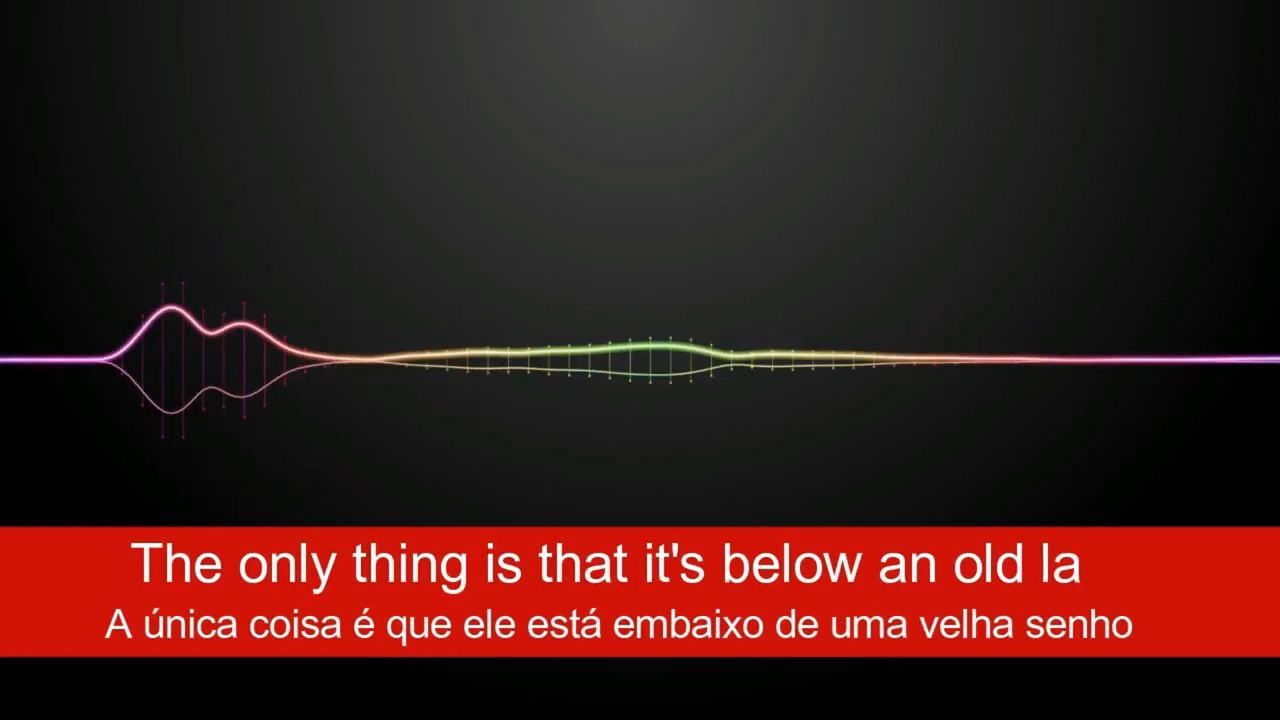 The only thing is that it's below an old la
A única coisa é que ele está embaixo de uma velha senho